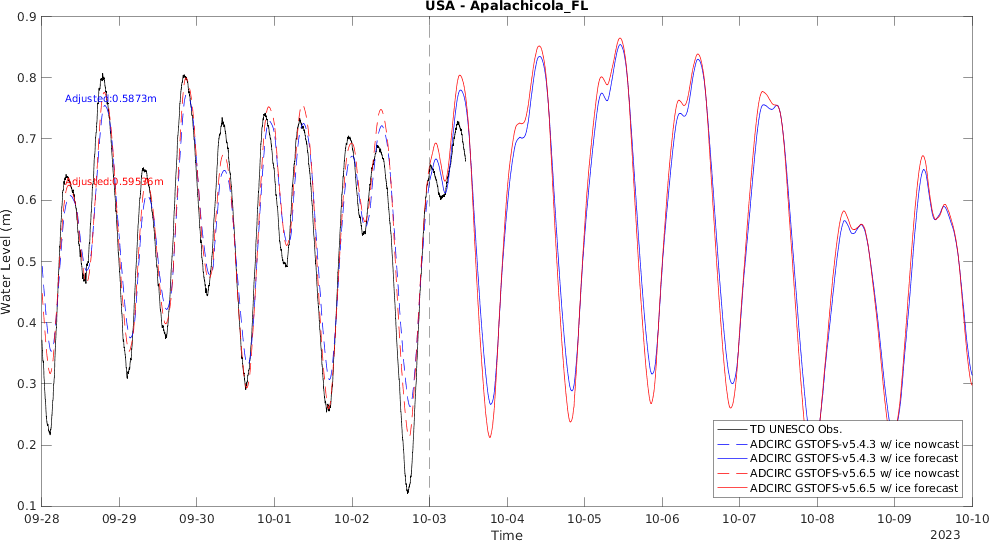 USA - Apalachicola_FL
0.9
0.8
0.7
0.6
0.5
0.4
0.3
0.2
0.1
Water Level (m)
Adjusted:0.5873m
Adjusted:0.59536m
TD UNESCO Obs.
ADCIRC GSTOFS-v5.4.3 w/ ice nowcast
ADCIRC GSTOFS-v5.4.3 w/ ice forecast
ADCIRC GSTOFS-v5.6.5 w/ ice nowcast
ADCIRC GSTOFS-v5.6.5 w/ ice forecast
09-28 09-29 09-30 10-01 10-02 10-03 10-04 10-05 10-06 10-07 10-08 10-09 10-10
Time
2023